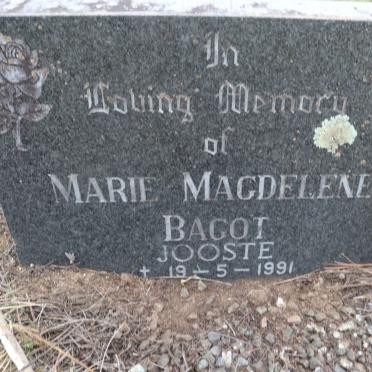 In
Loving Memory
of
MARIE MAGDELENE
BAGOT
JOOSTE
+ 19-5-1991